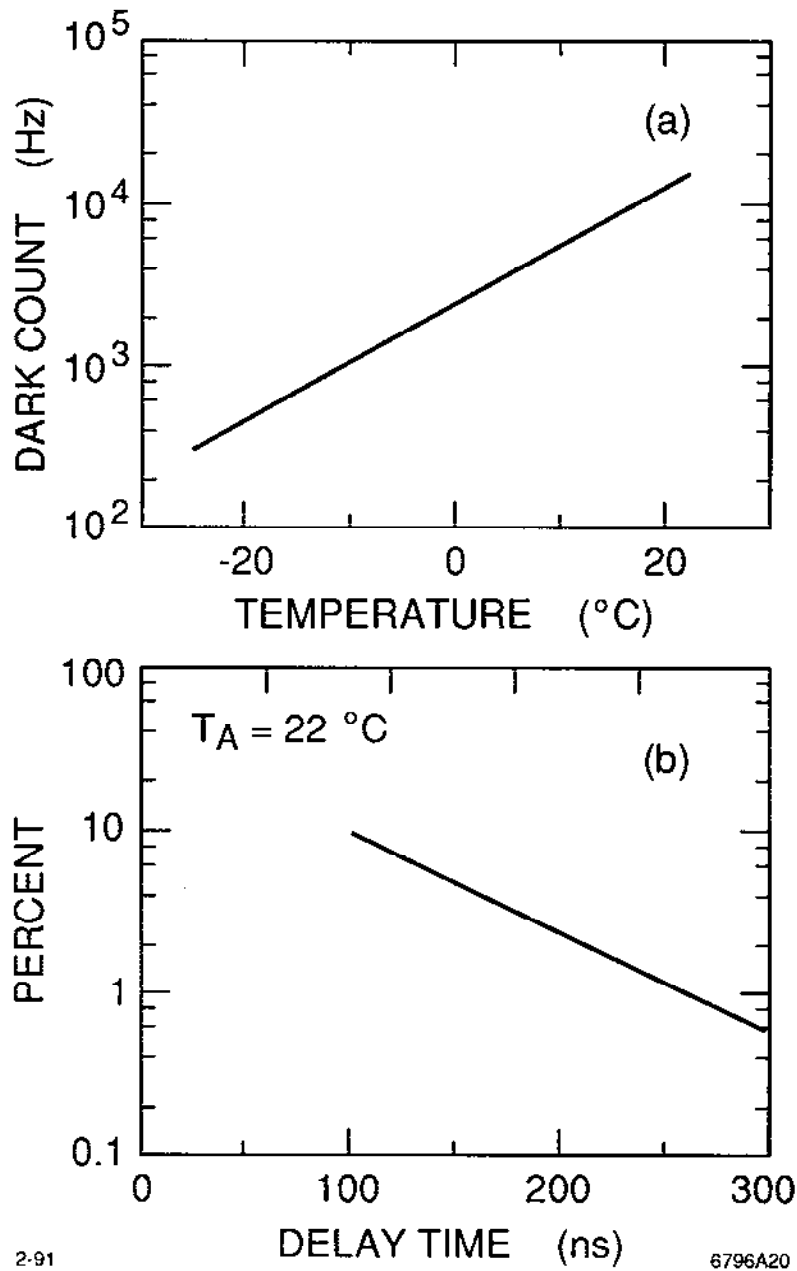 10^5
(a)
10^4
10^3
10^2
DARK COUNT (Hz)
-20 0 20
TEMPERATURE (°C)
100
T_A = 22 °C
(b)
10
1
0.1
PERCENT
0 100 200 300
DELAY TIME (ns)
2-91 6796A20